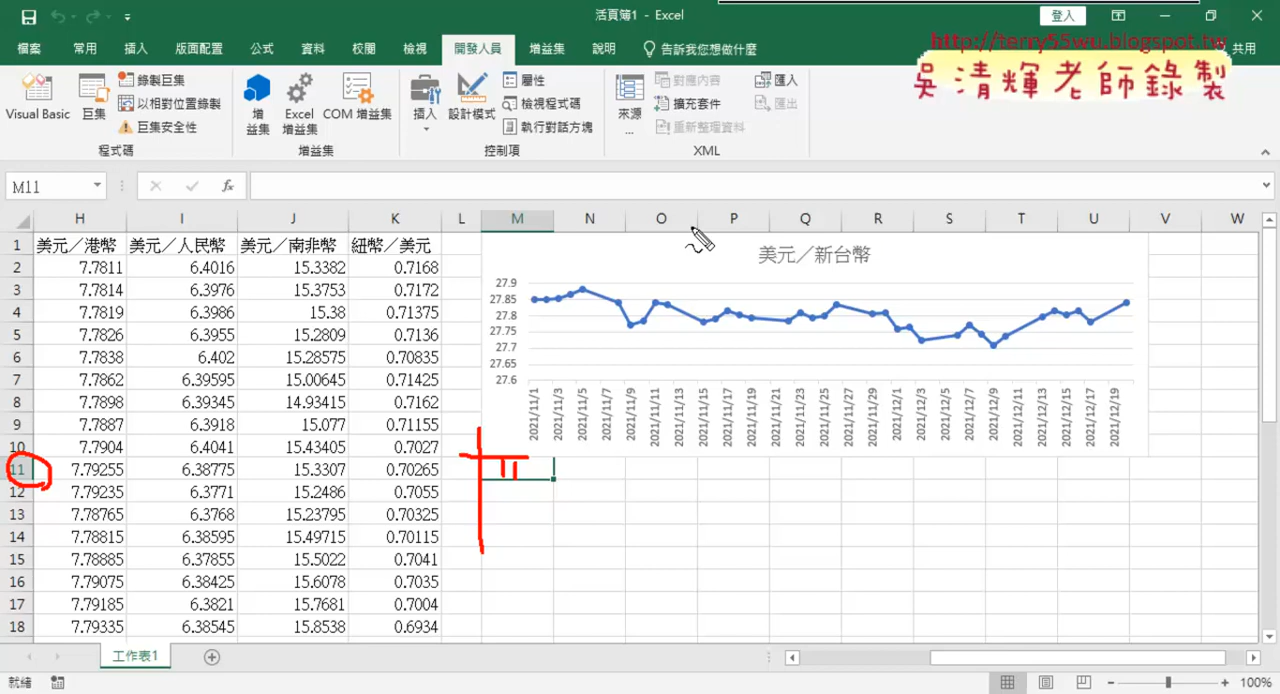 活頁簿1 - Excel
登入
檔案 常用 插入 版面配置 公式 資料 校閱 檢視 開發人員 增益集 說明 告訴我您想做什麼 共用
http://terry55wu.blogspot.tw
吳清輝老師錄製
Visual Basic 巨集 錄製巨集 以相對位置錄製 巨集安全性 程式碼
增益集 Excel 增益集 COM 增益集 增益集
插入 設計模式 屬性 檢視程式碼 執行對話方塊 控制項
來源... 對應內容 擴充套件 重新整理資料 匯入 匯出 XML
M11 fx
H I J K L M N O P Q R S T U V W
1 美元／港幣 美元／人民幣 美元／南非幣 紐幣／美元
2 7.7811 6.4016 15.3382 0.7168
3 7.7814 6.3976 15.3753 0.7172
4 7.7819 6.3986 15.38 0.71375
5 7.7826 6.3955 15.2809 0.7136
6 7.7838 6.402 15.28575 0.70835
7 7.7862 6.39595 15.00645 0.71425
8 7.7898 6.39345 14.93415 0.7162
9 7.7887 6.3918 15.077 0.71155
10 7.7904 6.4041 15.43405 0.7027
11 7.79255 6.38775 15.3307 0.70265
12 7.79235 6.3771 15.2486 0.7055
13 7.78765 6.3768 15.23795 0.70325
14 7.78815 6.38595 15.49715 0.70115
15 7.78885 6.37855 15.5022 0.7041
16 7.79075 6.38425 15.6078 0.7035
17 7.79185 6.3821 15.7681 0.7004
18 7.79335 6.38545 15.8538 0.6934
美元／新台幣
27.9
27.85
27.8
27.75
27.7
27.65
27.6
2021/11/1 2021/11/3 2021/11/5 2021/11/7 2021/11/9 2021/11/11 2021/11/13 2021/11/15 2021/11/17 2021/11/19 2021/11/21 2021/11/23 2021/11/25 2021/11/27 2021/11/29 2021/12/1 2021/12/3 2021/12/5 2021/12/7 2021/12/9 2021/12/11 2021/12/13 2021/12/15 2021/12/17 2021/12/19
11
工作表1
就緒 100%